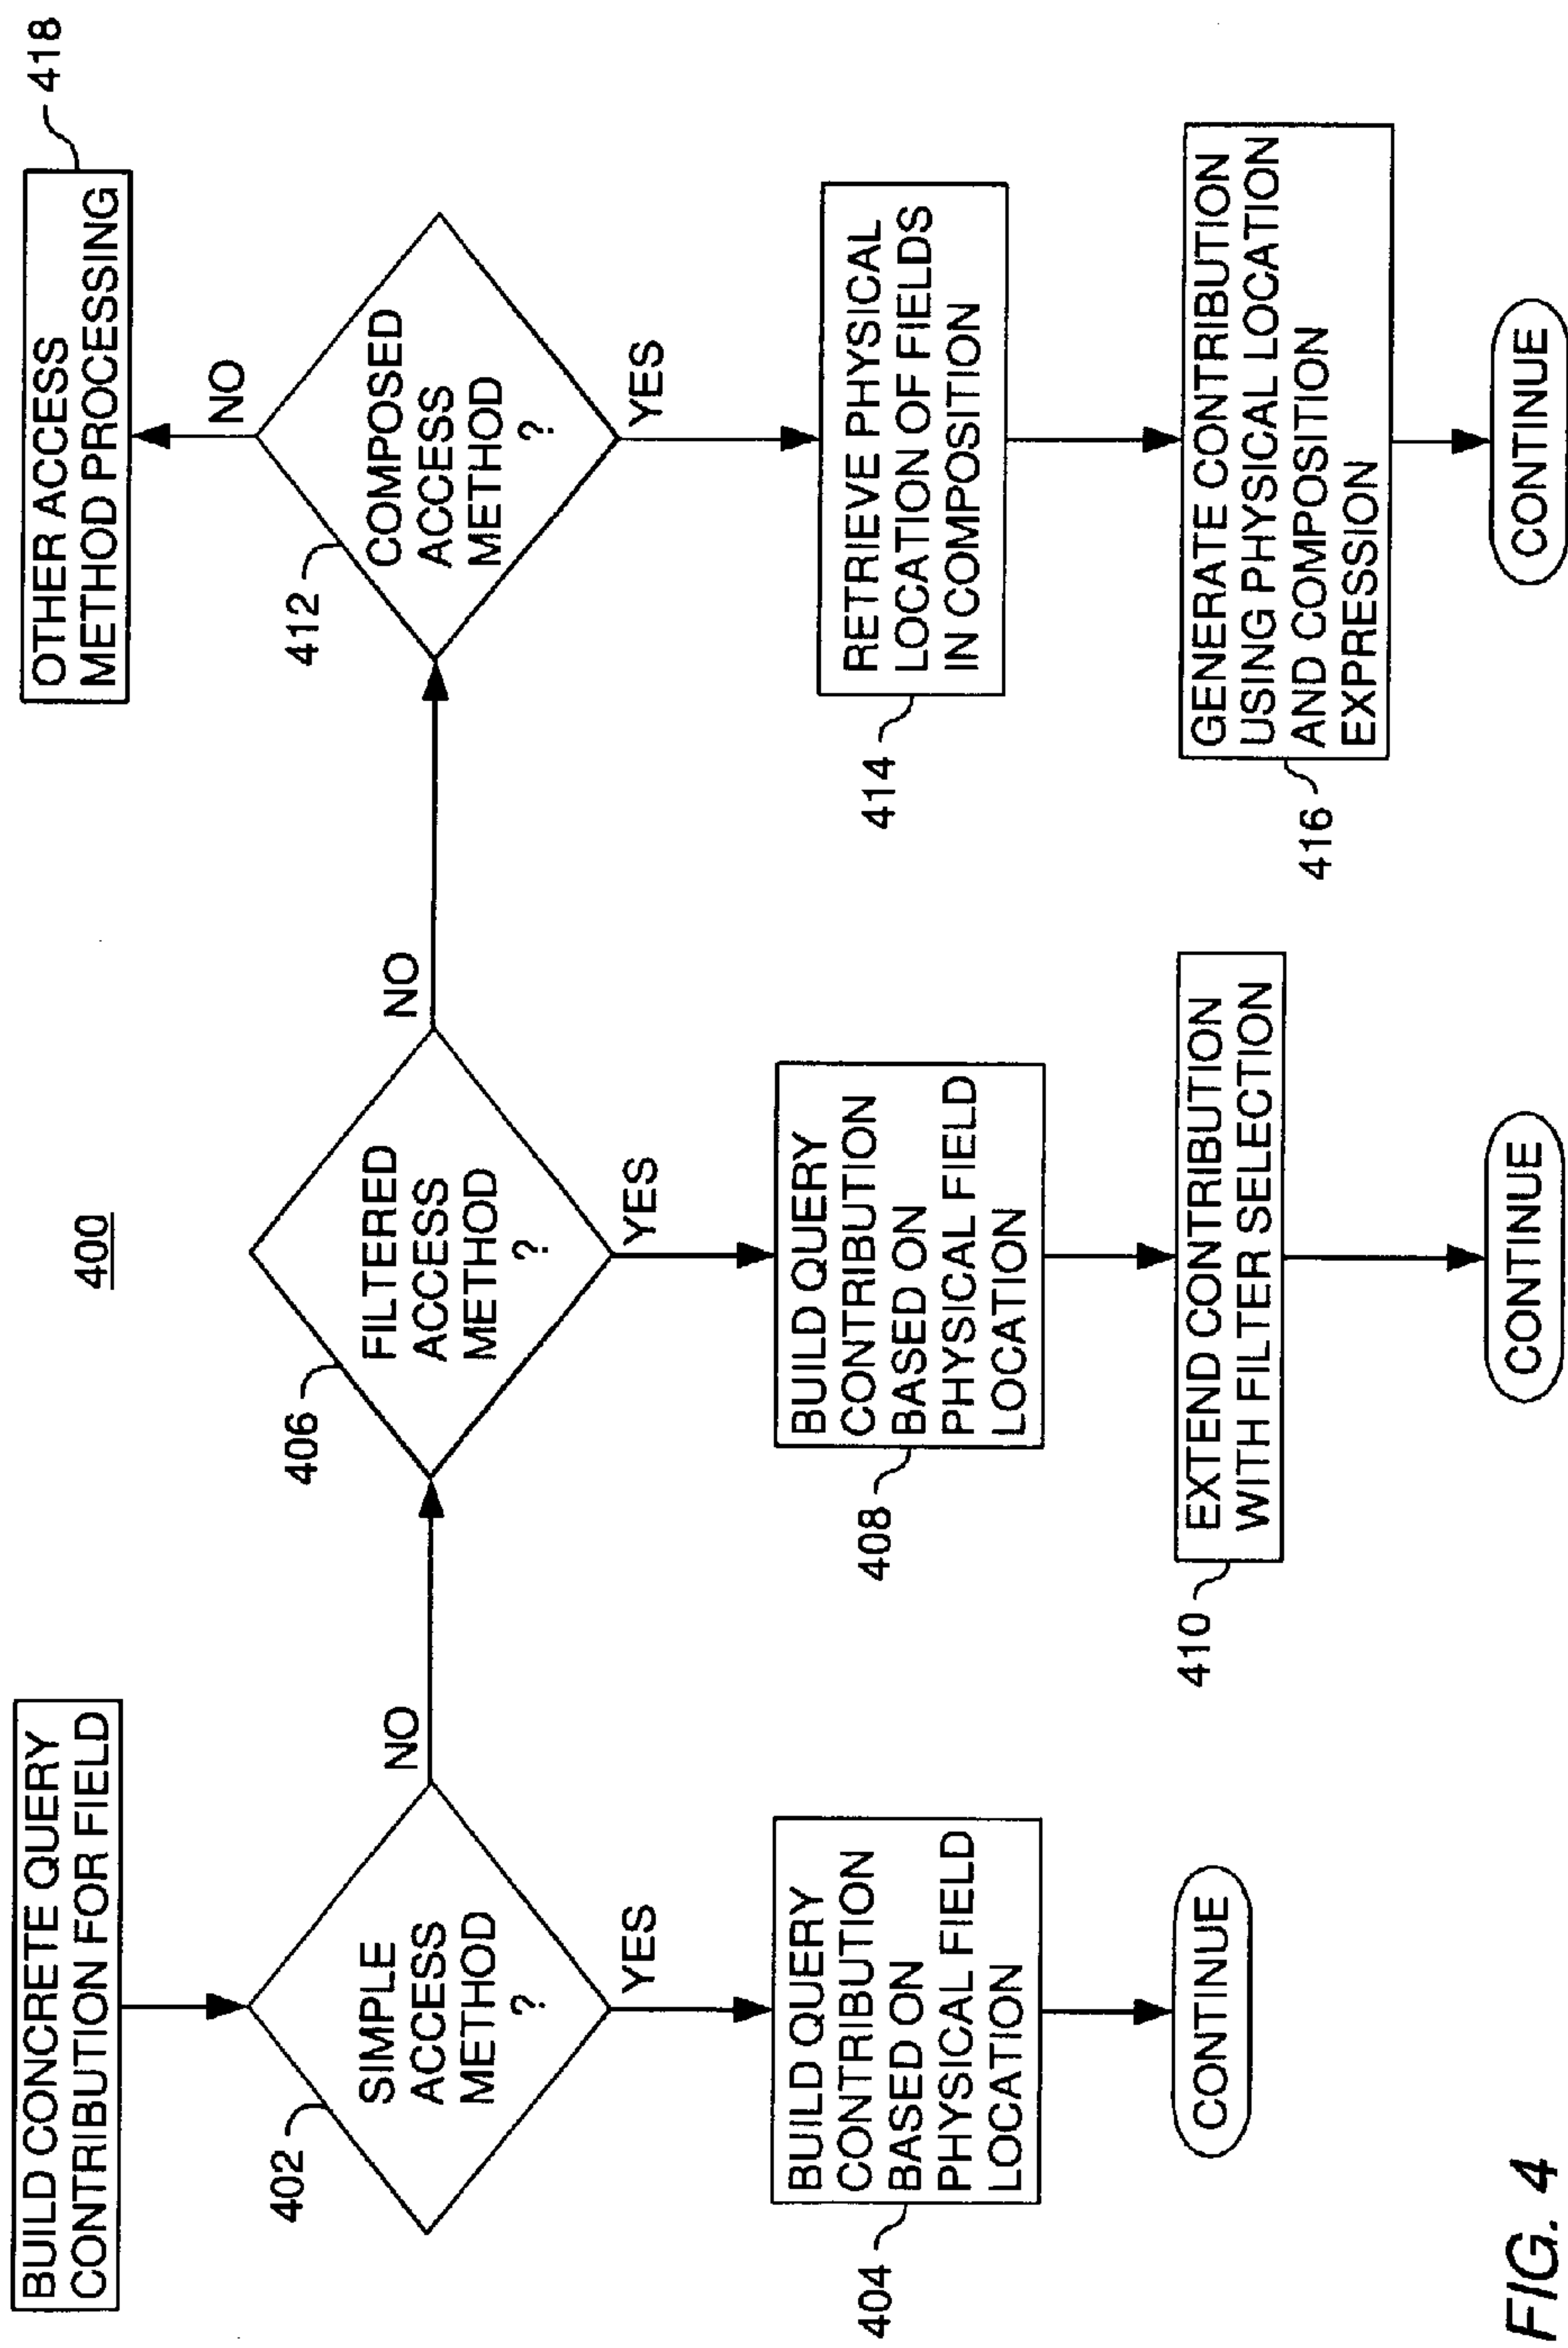 400
BUILD CONCRETE QUERY
CONTRIBUTION FOR FIELD
402
SIMPLE
ACCESS
METHOD
?
NO
YES
404
BUILD QUERY
CONTRIBUTION
BASED ON
PHYSICAL FIELD
LOCATION
CONTINUE
406
FILTERED
ACCESS
METHOD
?
NO
YES
408
BUILD QUERY
CONTRIBUTION
BASED ON
PHYSICAL FIELD
LOCATION
410
EXTEND CONTRIBUTION
WITH FILTER SELECTION
CONTINUE
412
COMPOSED
ACCESS
METHOD
?
NO
OTHER ACCESS
METHOD PROCESSING
418
YES
414
RETRIEVE PHYSICAL
LOCATION OF FIELDS
IN COMPOSITION
416
GENERATE CONTRIBUTION
USING PHYSICAL LOCATION
AND COMPOSITION
EXPRESSION
CONTINUE
FIG. 4